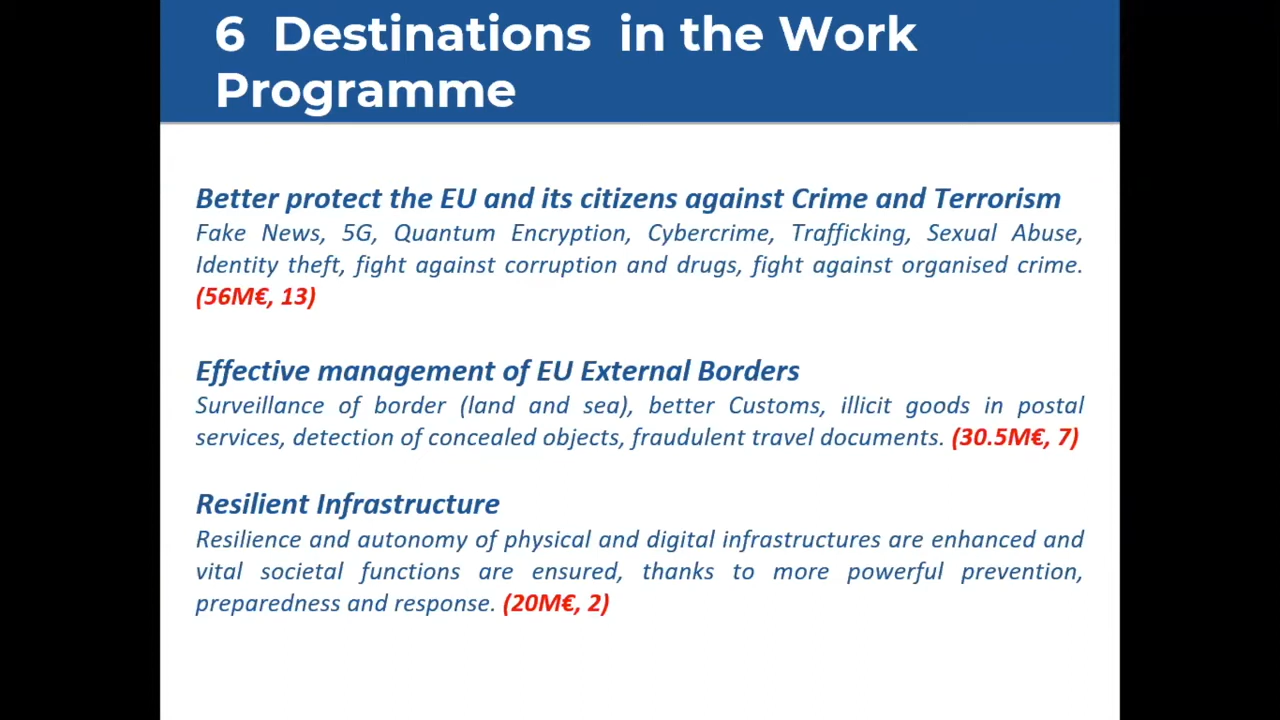 6 Destinations in the Work
Programme
Better protect the EU and its citizens against Crime and Terrorism
Fake News, 5G, Quantum Encryption, Cybercrime, Trafficking, Sexual Abuse,
Identity theft, fight against corruption and drugs, fight against organised crime.
(56M€, 13)
Effective management of EU External Borders
Surveillance of border (land and sea), better Customs, illicit goods in postal
services, detection of concealed objects, fraudulent travel documents. (30.5M€, 7)
Resilient Infrastructure
Resilience and autonomy of physical and digital infrastructures are enhanced and
vital societal functions are ensured, thanks to more powerful prevention,
preparedness and response. (20M€, 2)